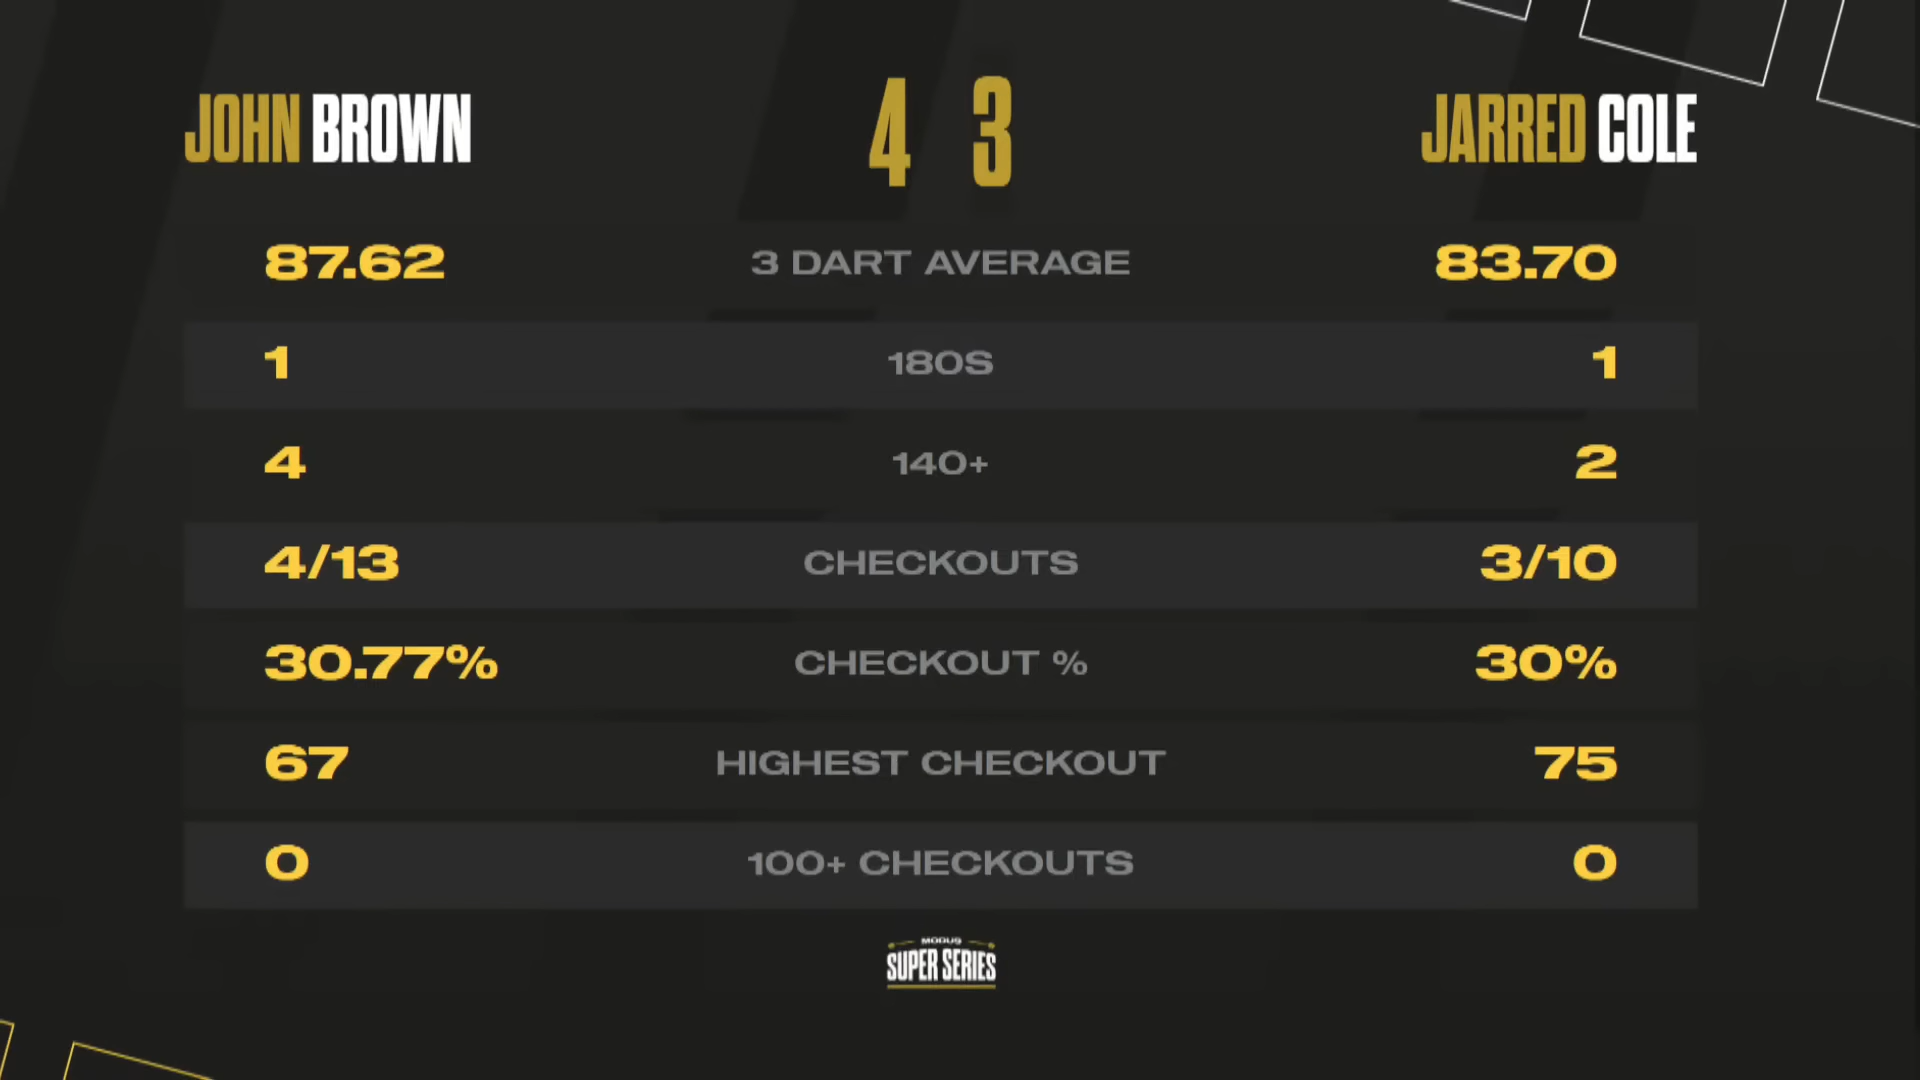 JOHN BROWN 4 3 JARRED COLE
87.62 3 DART AVERAGE 83.70
1 180S 1
4 140+ 2
4/13 CHECKOUTS 3/10
30.77% CHECKOUT % 30%
67 HIGHEST CHECKOUT 75
0 100+ CHECKOUTS 0
MODUS
SUPER SERIES